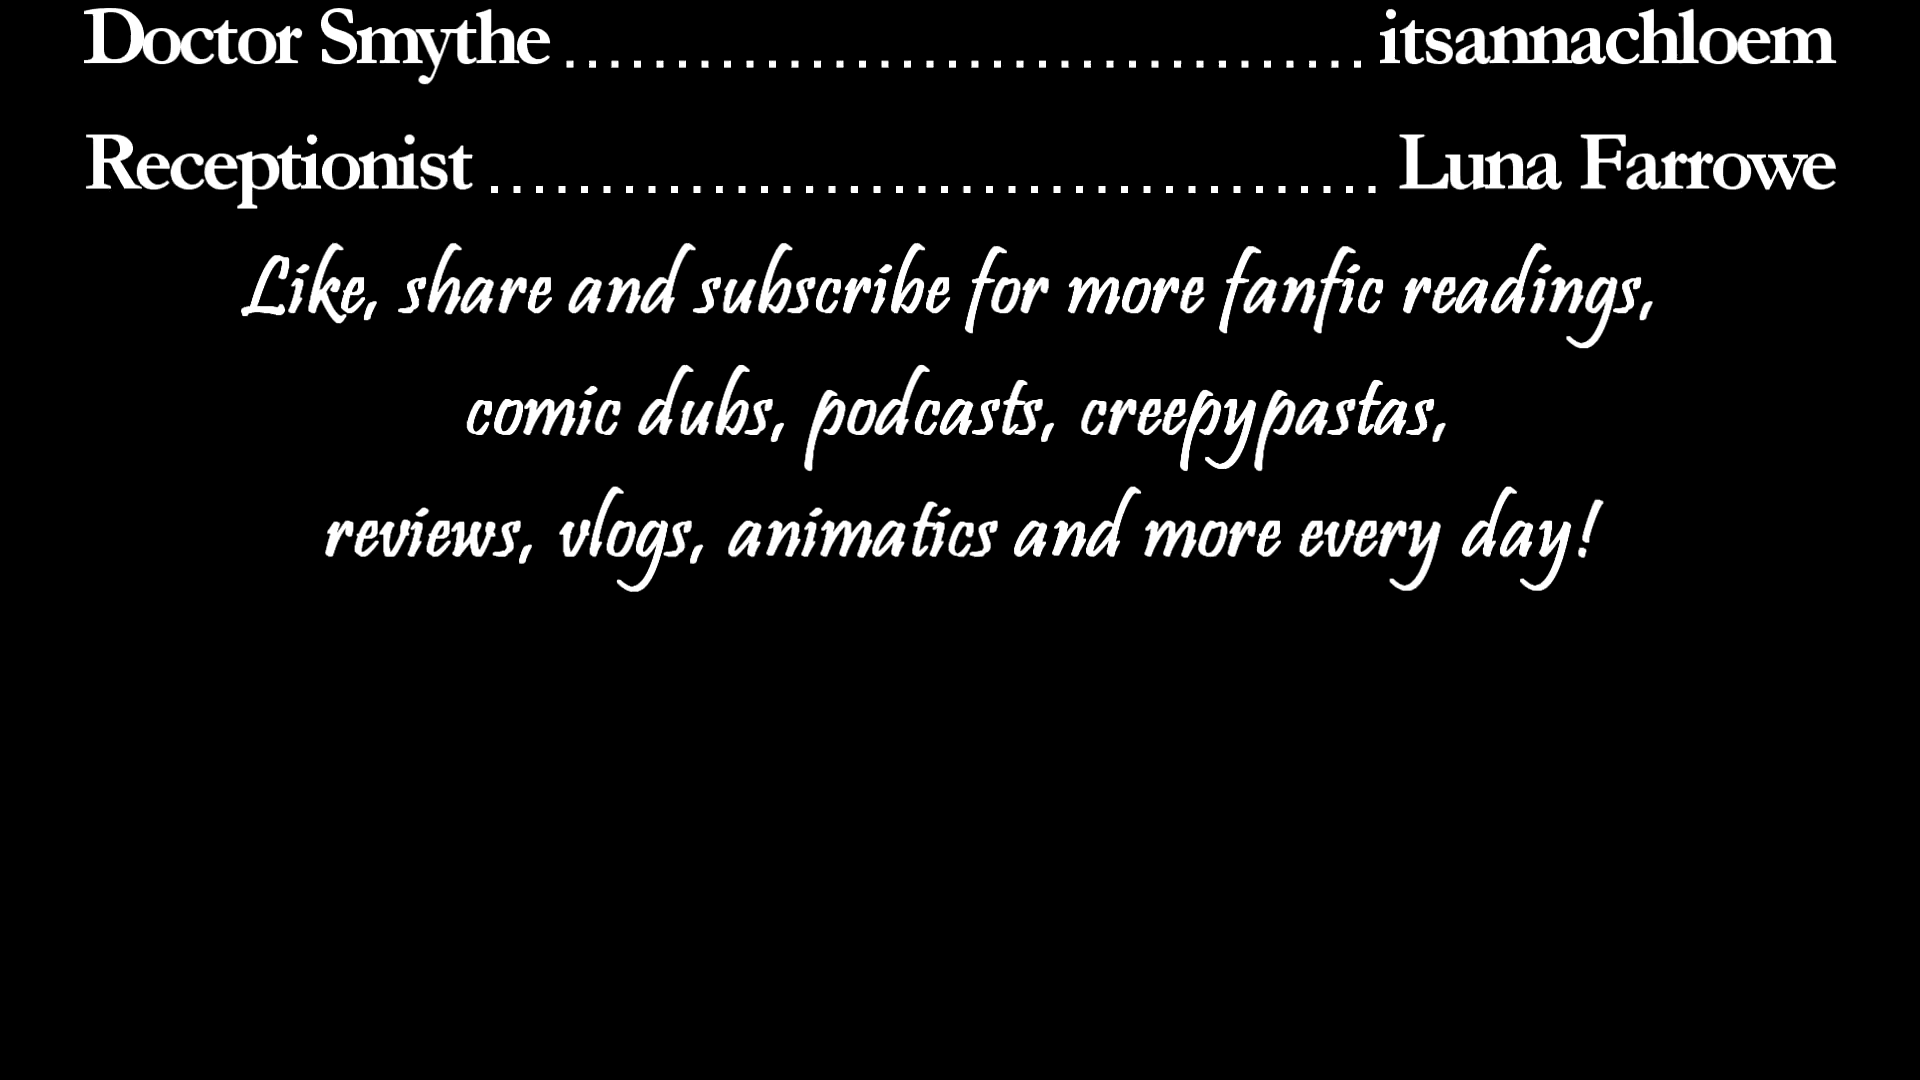 Doctor Smythe .................................... itsannachloem
Receptionist ........................................ Luna Farrowe
Like, share and subscribe for more fanfic readings,
comic dubs, podcasts, creepypastas,
reviews, vlogs, animatics and more every day!